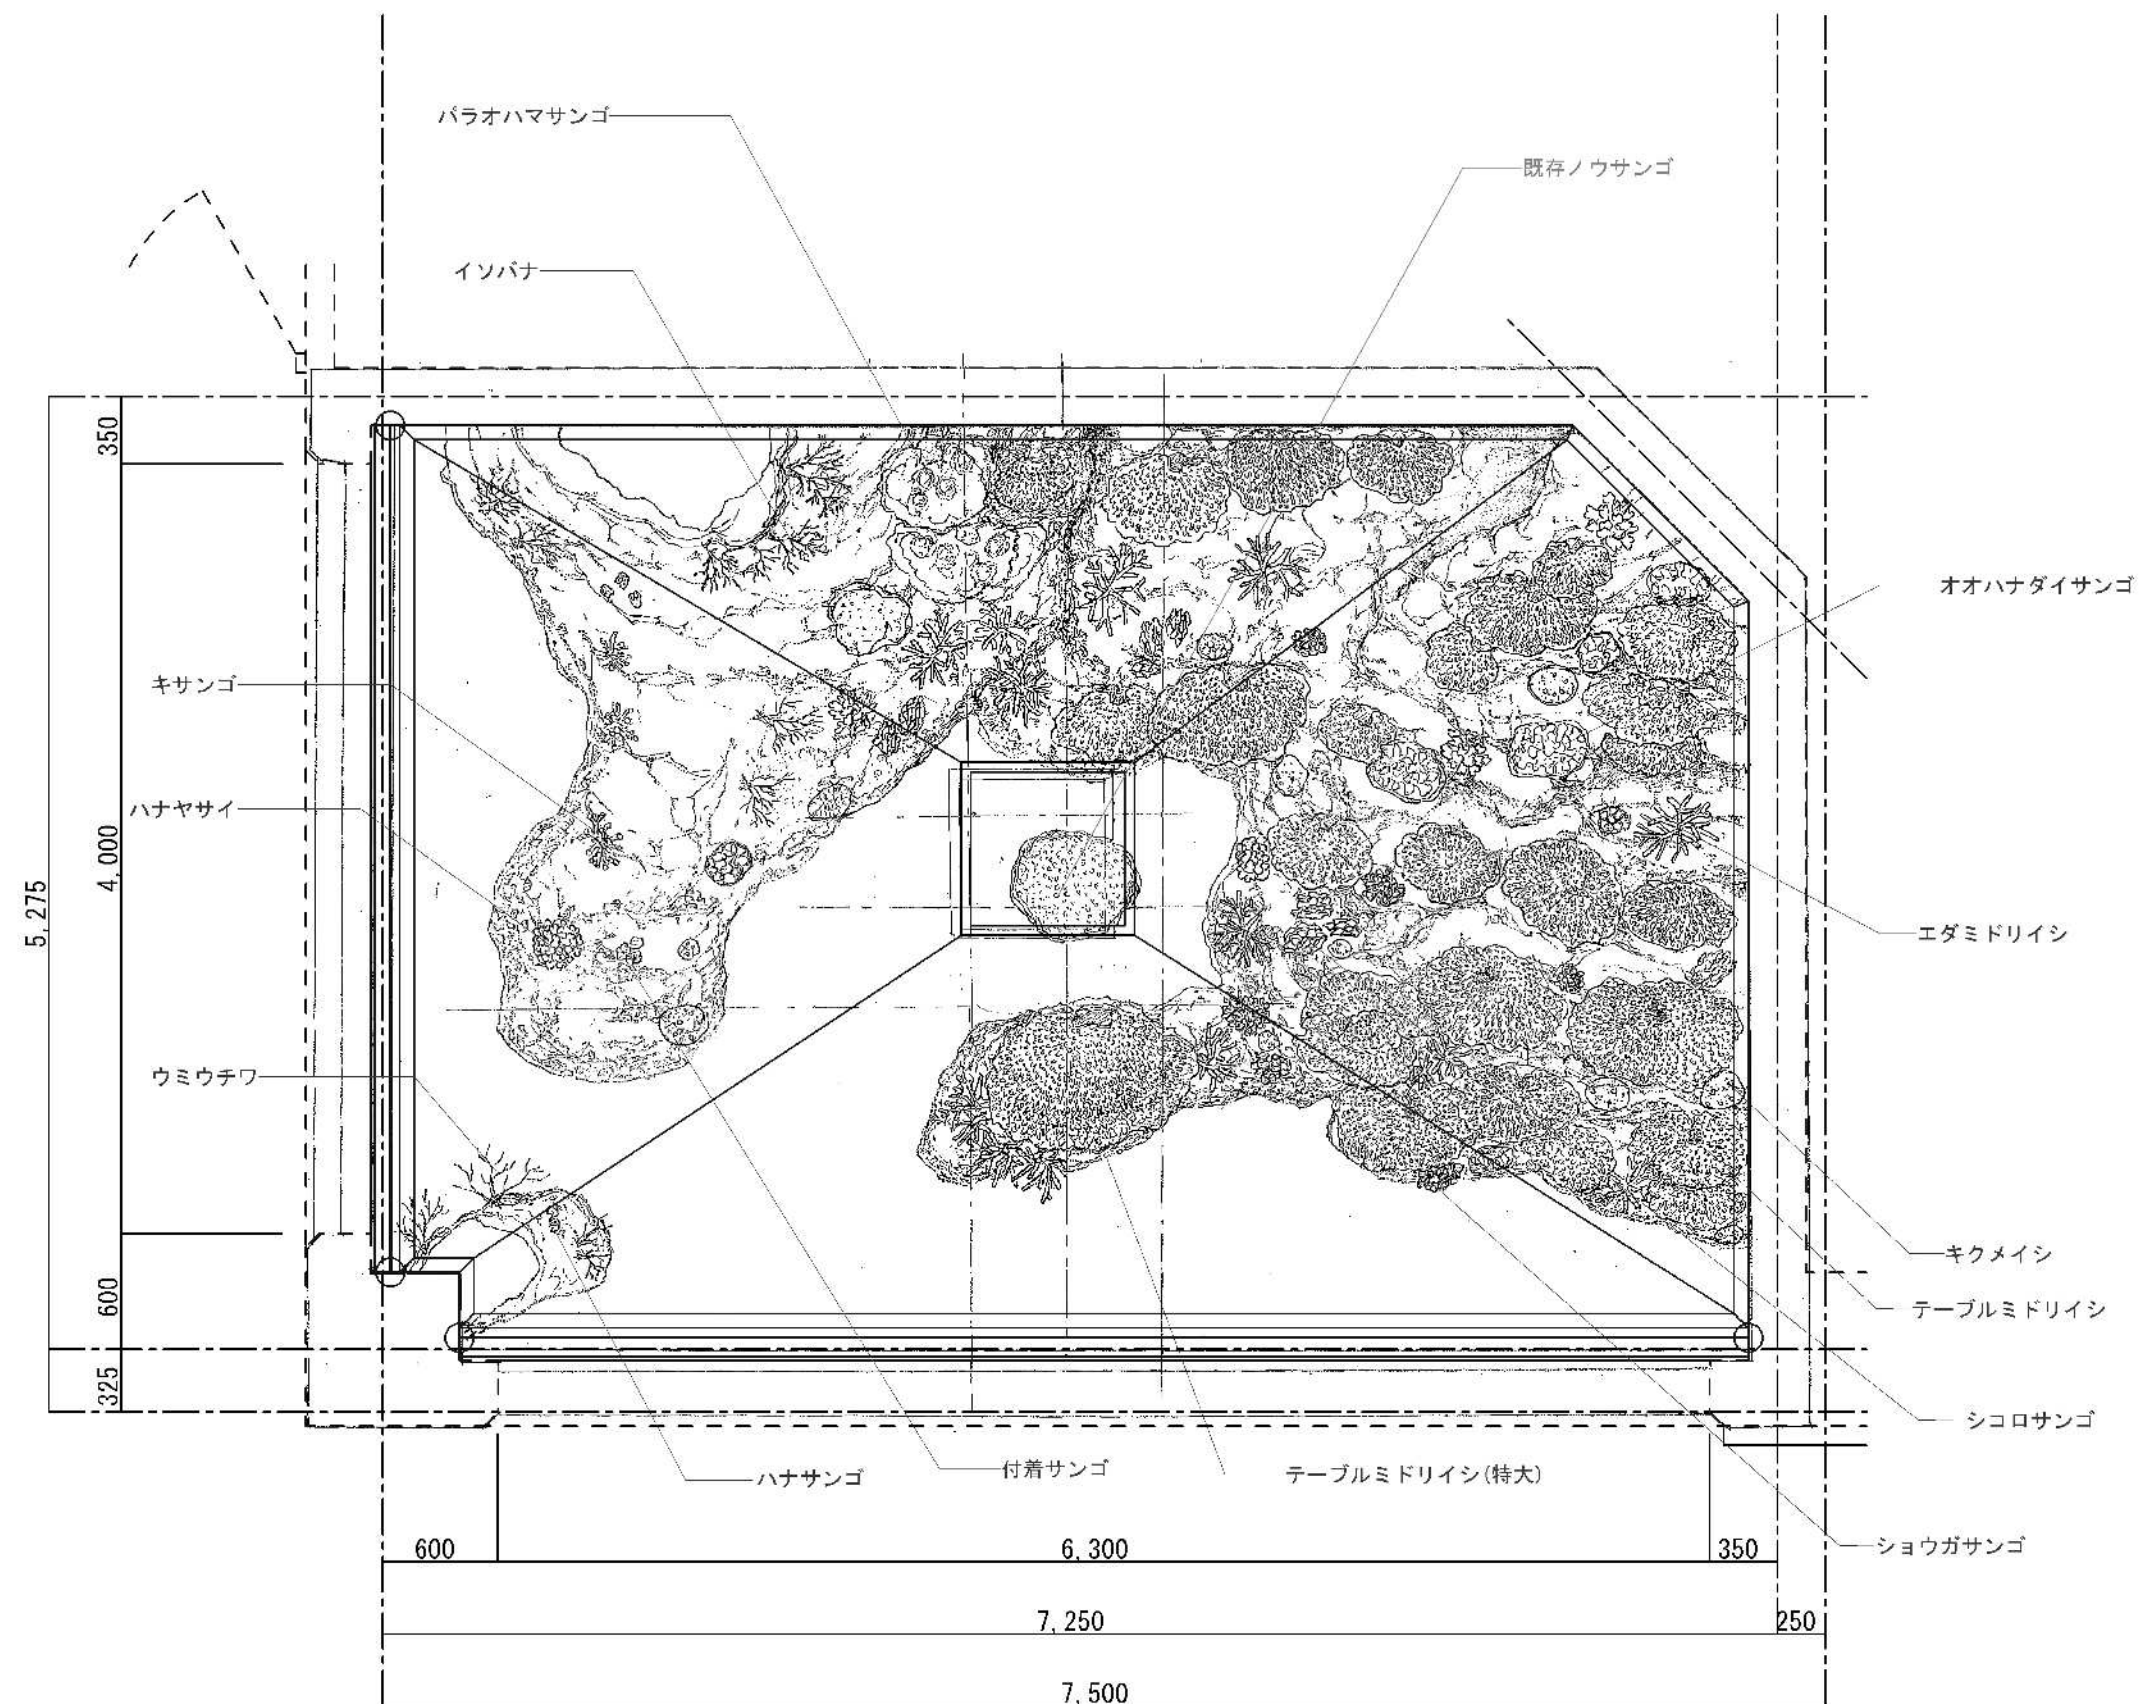 パラオハマサンゴ
既存ノウサンゴ
イソバナ
オオハナダイサンゴ
キサンゴ
ハナヤサイ
エダミドリイシ
ウミウチワ
キクメイシ
テーブルミドリイシ
シコロサンゴ
ハナサンゴ
付着サンゴ
テーブルミドリイシ(特大)
ショウガサンゴ
350
4,000
5,275
600
325
600
6,300
350
7,250
250
7,500